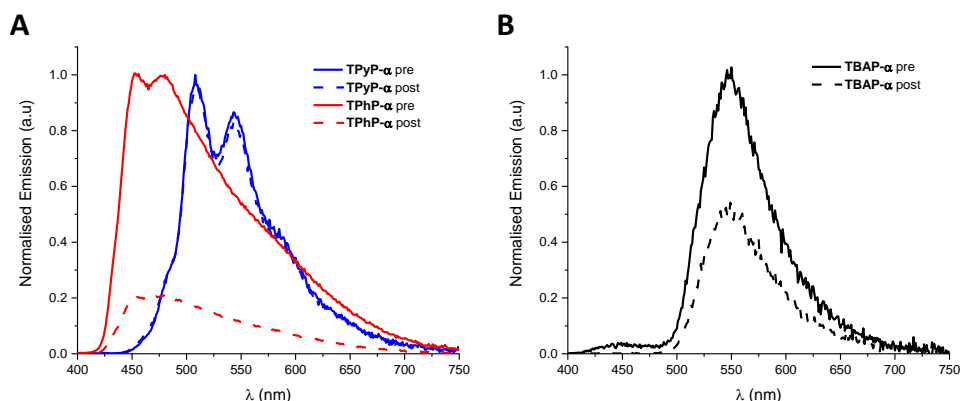 A
Normalised Emission (a.u)
1.0
0.8
0.6
0.4
0.2
0.0
TPyP-α pre
TPyP-α post
TPhP-α pre
TPhP-α post
400 450 500 550 600 650 700 750
λ (nm)
B
Normalised Emission (a.u)
1.0
0.8
0.6
0.4
0.2
0.0
TBAP-α pre
TBAP-α post
400 450 500 550 600 650 700 750
λ (nm)